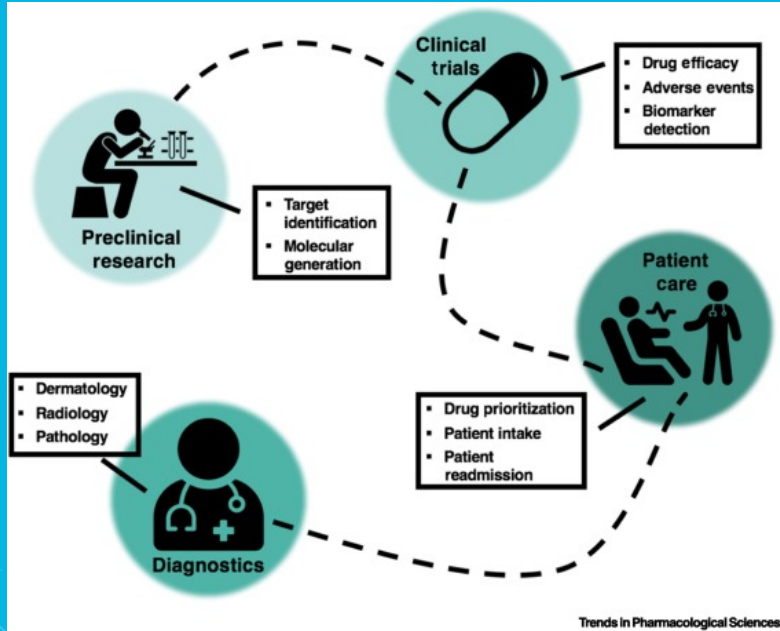 Clinical
trials
▪ Drug efficacy
▪ Adverse events
▪ Biomarker
detection
Preclinical
research
▪ Target
identification
▪ Molecular
generation
Patient
care
▪ Drug prioritization
▪ Patient intake
▪ Patient
readmission
▪ Dermatology
▪ Radiology
▪ Pathology
Diagnostics
Trends in Pharmacological Sciences